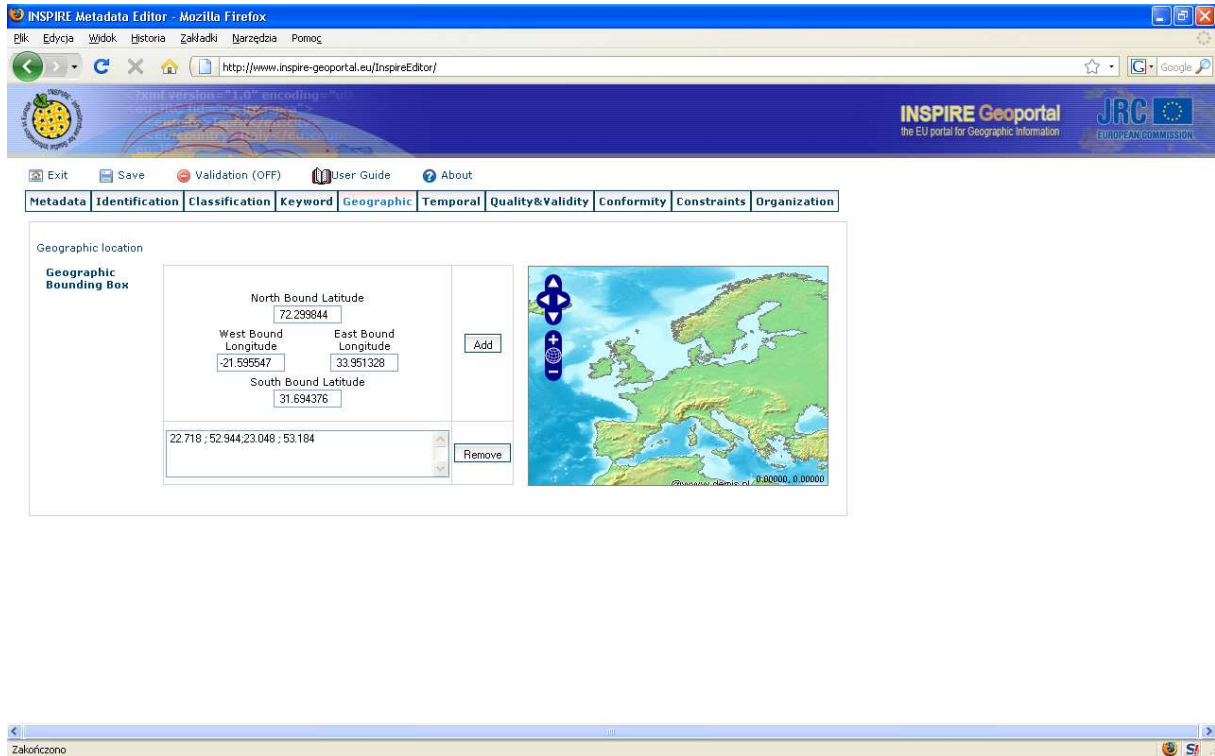 INSPIRE Metadata Editor - Mozilla Firefox
Plik Edycja Widok Historia Zakładki Narzędzia Pomoc
http://www.inspire-geoportal.eu/InspireEditor/
Google
INSPIRE Geoportal
the EU portal for Geographic Information
JRC
EUROPEAN COMMISSION
Exit Save Validation (OFF) User Guide About
Metadata Identification Classification Keyword Geographic Temporal Quality&Validity Conformity Constraints Organization
Geographic location
Geographic
Bounding Box
North Bound Latitude
72.299844
West Bound
Longitude
East Bound
Longitude
-21.595547
33.951328
South Bound Latitude
31.694376
Add
22.718 ; 52.944;23.048 ; 53.184
Remove
0.00000, 0.00000
Zakończono